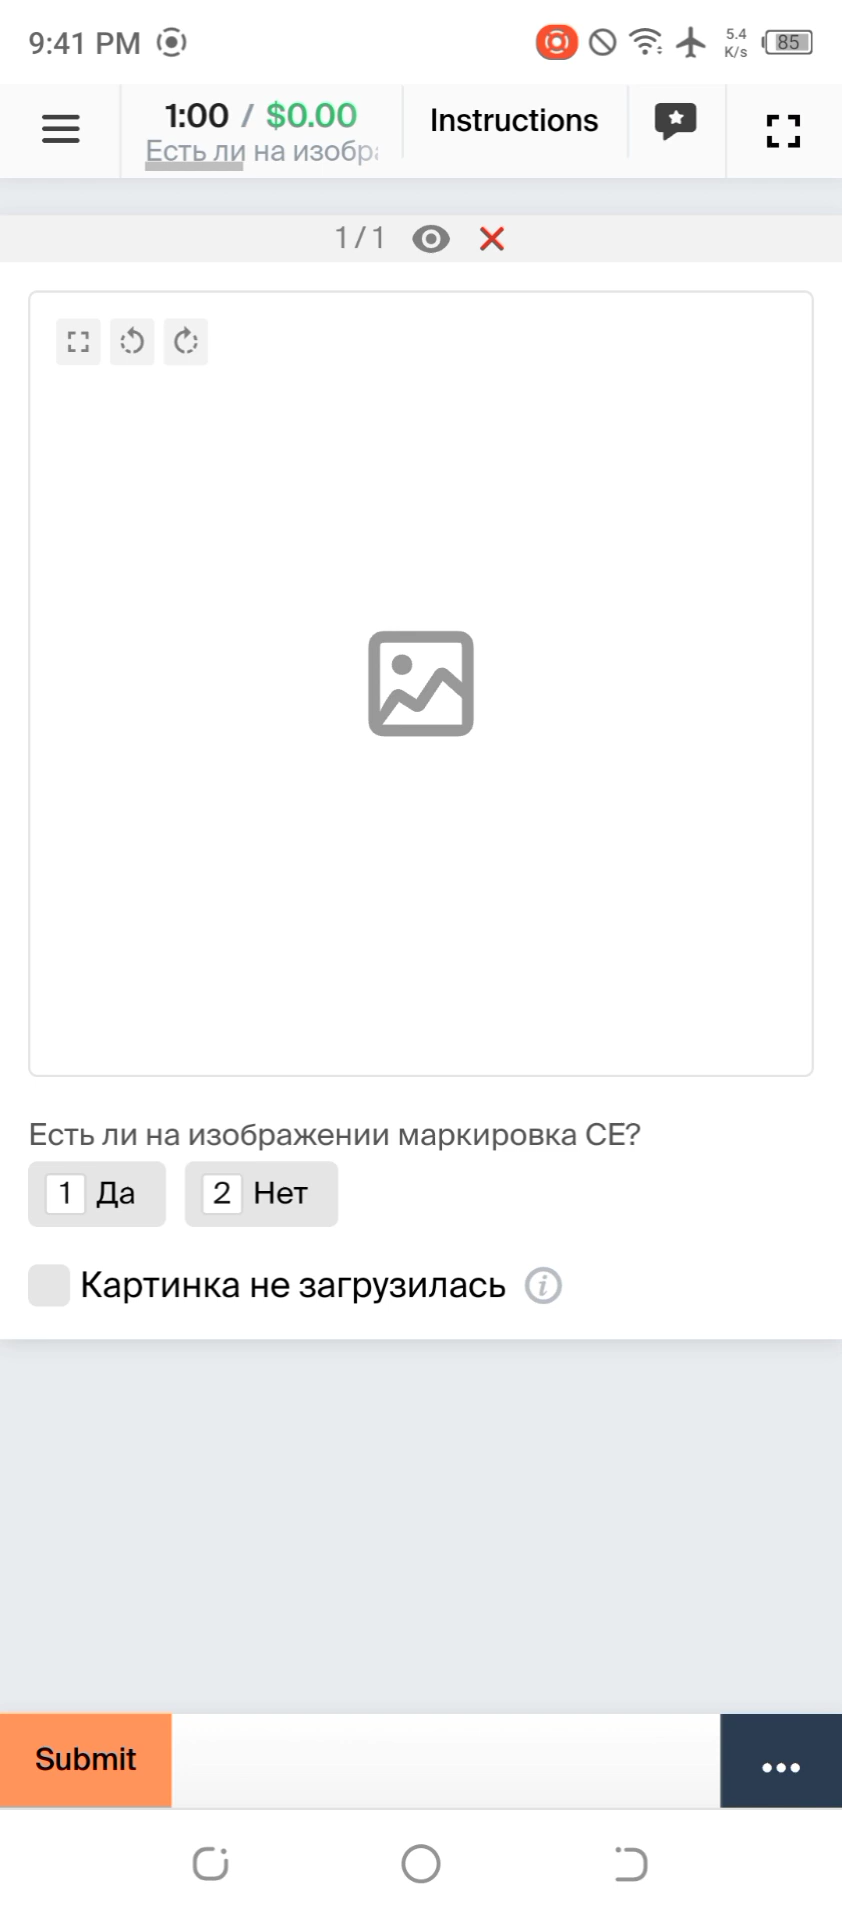 9:41 PM
5.4
K/s
85
1:00 / $0.00
Есть ли на изобра
Instructions
1/1
Есть ли на изображении маркировка CE?
1 Да
2 Нет
Картинка не загрузилась
Submit